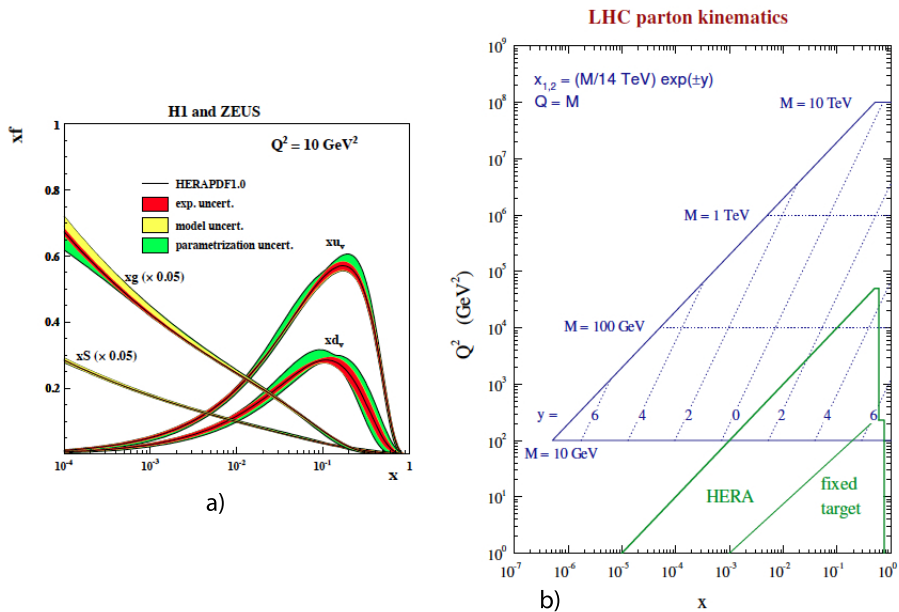 H1 and ZEUS
xf
Q² = 10 GeV²
HERAPDF1.0
exp. uncert.
model uncert.
parametrization uncert.
xuᵥ
xg (× 0.05)
xdᵥ
xS (× 0.05)
1
0.8
0.6
0.4
0.2
10⁻⁴ 10⁻³ 10⁻² 10⁻¹ 1
x
a)
LHC parton kinematics
x₁,₂ = (M/14 TeV) exp(±y)
Q = M
M = 10 TeV
M = 1 TeV
M = 100 GeV
y = 6 4 2 0 2 4 6
M = 10 GeV
HERA
fixed
target
Q² (GeV²)
10⁹
10⁸
10⁷
10⁶
10⁵
10⁴
10³
10²
10¹
10⁰
10⁻⁷ 10⁻⁶ 10⁻⁵ 10⁻⁴ 10⁻³ 10⁻² 10⁻¹ 10⁰
x
b)